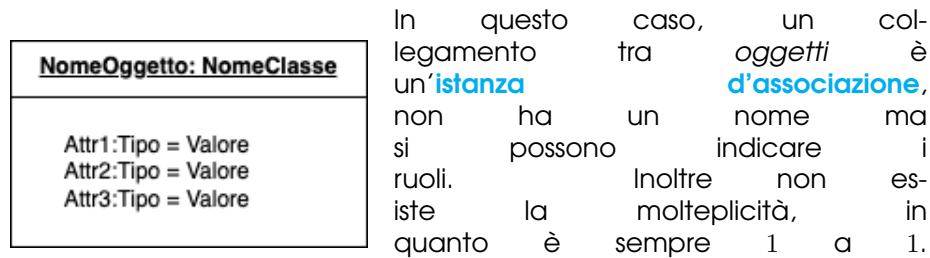 NomeOggetto: NomeClasse
Attr1:Tipo = Valore
Attr2:Tipo = Valore
Attr3:Tipo = Valore
In questo caso, un col-
legamento tra oggetti è
un'istanza d'associazione,
non ha un nome ma
si possono indicare i
ruoli. Inoltre non es-
iste la molteplicità, in
quanto è sempre 1 a 1.